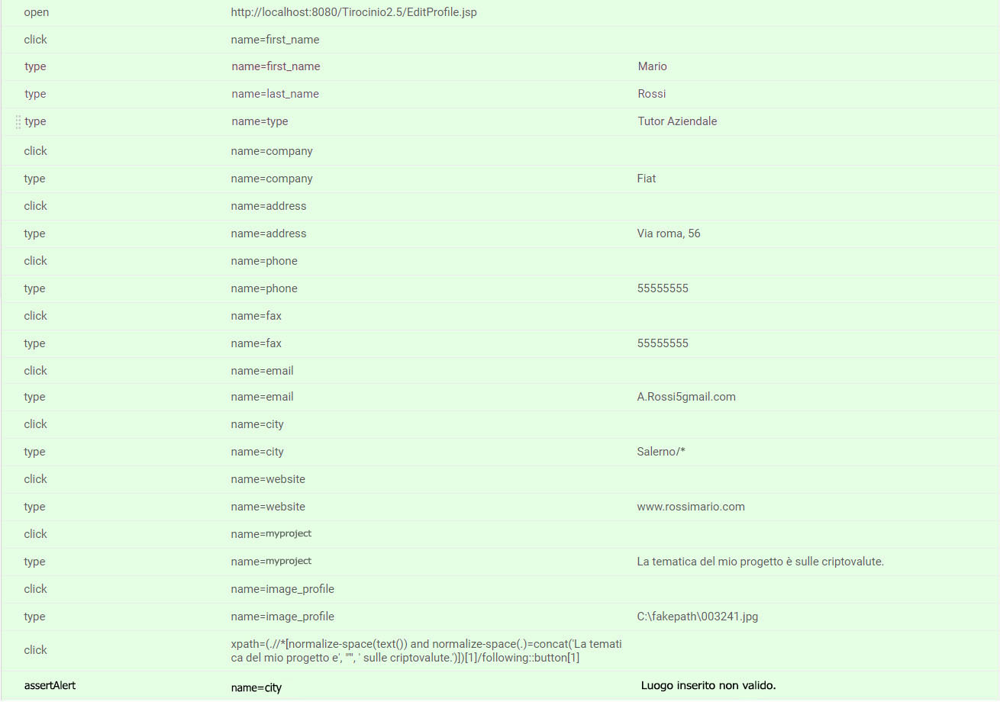 open http://localhost:8080/Tirocinio2.5/EditProfile.jsp
click name=first_name
type name=first_name Mario
type name=last_name Rossi
type name=type Tutor Aziendale
click name=company
type name=company Fiat
click name=address
type name=address Via roma, 56
click name=phone
type name=phone 55555555
click name=fax
type name=fax 55555555
click name=email
type name=email A.Rossi5gmail.com
click name=city
type name=city Salerno/*
click name=website
type name=website www.rossimario.com
click name=myproject
type name=myproject La tematica del mio progetto è sulle criptovalute.
click name=image_profile
type name=image_profile C:\fakepath\003241.jpg
click xpath=(.//*[normalize-space(text()) and normalize-space(.)=concat('La temati
ca del mio progetto e', "'", ' sulle criptovalute.')])[1]/following::button[1]
assertAlert name=city Luogo inserito non valido.